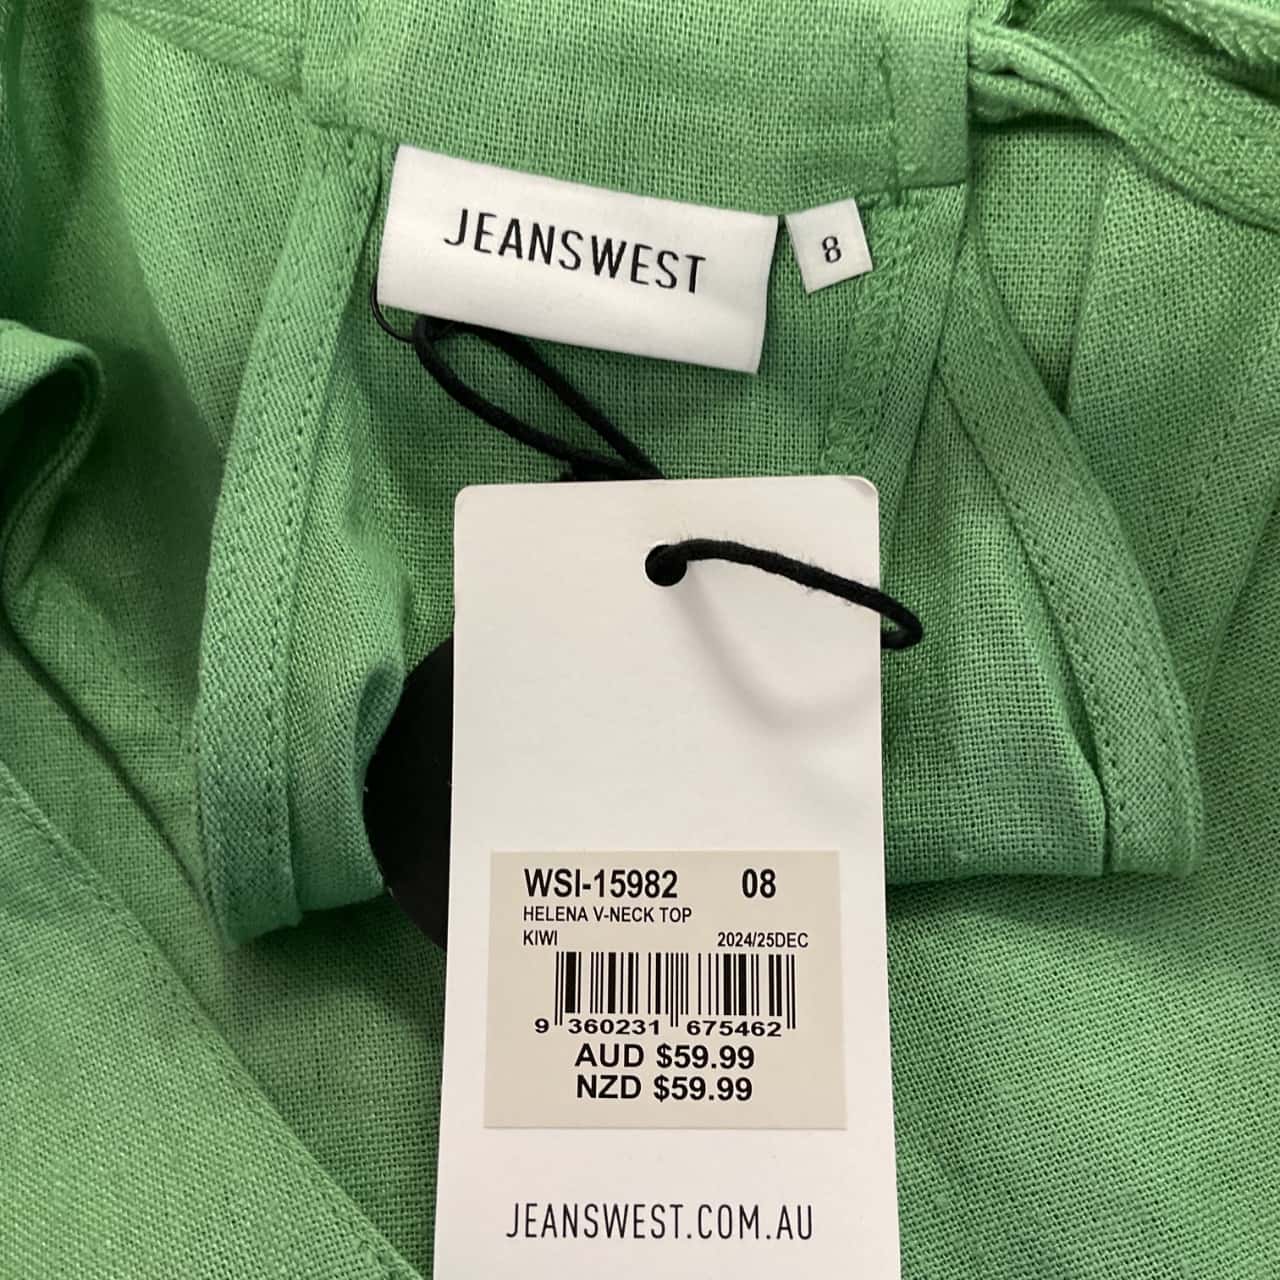 JEANSWEST
8
WSI-15982 08
HELENA V-NECK TOP
KIWI 2024/25DEC
9 360231 675462
AUD $59.99
NZD $59.99
JEANSWEST.COM.AU